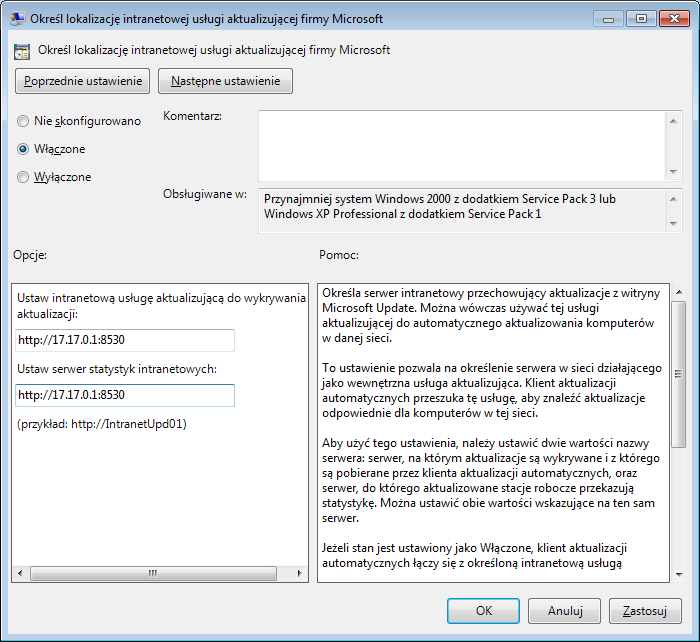 Określ lokalizację intranetowej usługi aktualizującej firmy Microsoft
Określ lokalizację intranetowej usługi aktualizującej firmy Microsoft
Poprzednie ustawienie
Następne ustawienie
Nie skonfigurowano
Włączone
Wyłączone
Komentarz:
Obsługiwane w:
Przynajmniej system Windows 2000 z dodatkiem Service Pack 3 lub
Windows XP Professional z dodatkiem Service Pack 1
Opcje:
Pomoc:
Ustaw intranetową usługę aktualizującą do wykrywania
aktualizacji:
http://17.17.0.1:8530
Ustaw serwer statystyk intranetowych:
http://17.17.0.1:8530
(przykład: http://IntranetUpd01)
Określa serwer intranetowy przechowujący aktualizacje z witryny
Microsoft Update. Można wówczas używać tej usługi
aktualizującej do automatycznego aktualizowania komputerów
w danej sieci.
To ustawienie pozwala na określenie serwera w sieci działającego
jako wewnętrzna usługa aktualizująca. Klient aktualizacji
automatycznych przeszuka tę usługę, aby znaleźć aktualizacje
odpowiednie dla komputerów w tej sieci.
Aby użyć tego ustawienia, należy ustawić dwie wartości nazwy
serwera: serwer, na którym aktualizacje są wykrywane i z którego
są pobierane przez klienta aktualizacji automatycznych, oraz
serwer, do którego aktualizowane stacje robocze przekazują
statystykę. Można ustawić obie wartości wskazujące na ten sam
serwer.
Jeżeli stan jest ustawiony jako Włączone, klient aktualizacji
automatycznych łączy się z określoną intranetową usługą
OK
Anuluj
Zastosuj